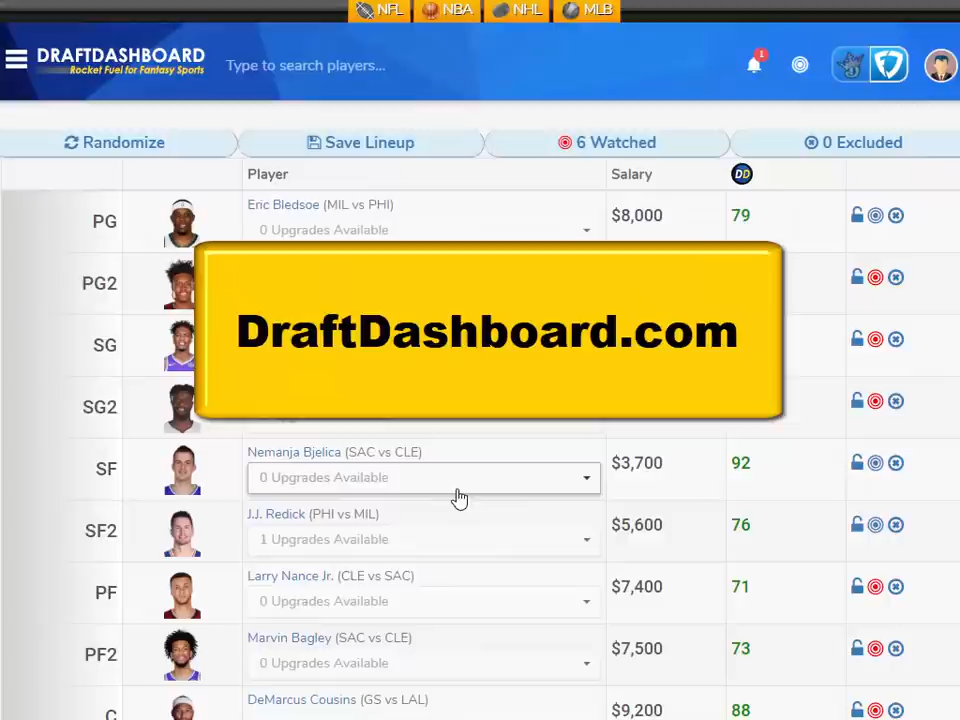 NFL NBA NHL MLB
DRAFTDASHBOARD
Rocket Fuel for Fantasy Sports
Type to search players...
1
Randomize Save Lineup 6 Watched 0 Excluded
Player Salary DD
PG Eric Bledsoe (MIL vs PHI) $8,000 79
0 Upgrades Available
PG2
SG
SG2
DraftDashboard.com
SF Nemanja Bjelica (SAC vs CLE) $3,700 92
0 Upgrades Available
SF2 J.J. Redick (PHI vs MIL) $5,600 76
1 Upgrades Available
PF Larry Nance Jr. (CLE vs SAC) $7,400 71
0 Upgrades Available
PF2 Marvin Bagley (SAC vs CLE) $7,500 73
0 Upgrades Available
C DeMarcus Cousins (GS vs LAL) $9,200 88